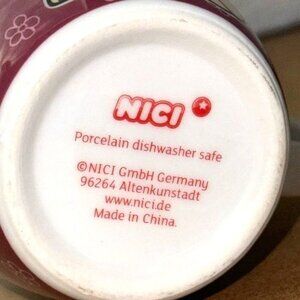 NICI
Porcelain dishwasher safe
©NICI GmbH Germany
96264 Altenkunstadt
www.nici.de
Made in China.